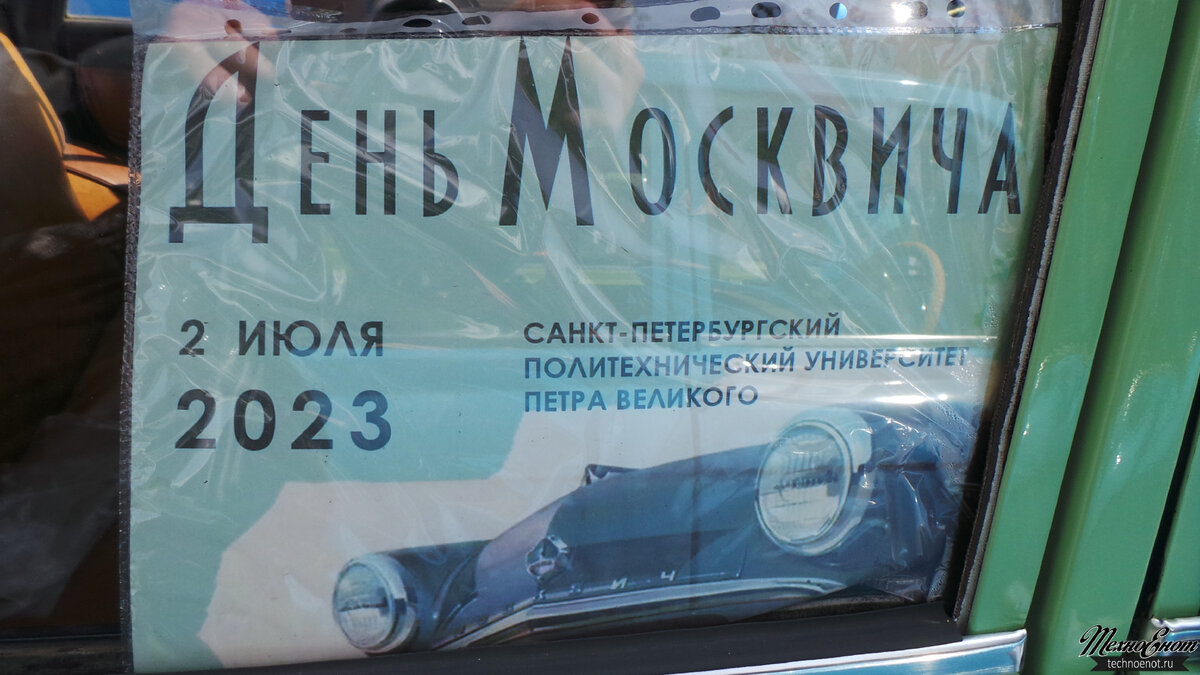 День Москвича
2 ИЮЛЯ
2023
САНКТ-ПЕТЕРБУРГСКИЙ
ПОЛИТЕХНИЧЕСКИЙ УНИВЕРСИТЕТ
ПЕТРА ВЕЛИКОГО
ТехноЕнот
technoenot.ru